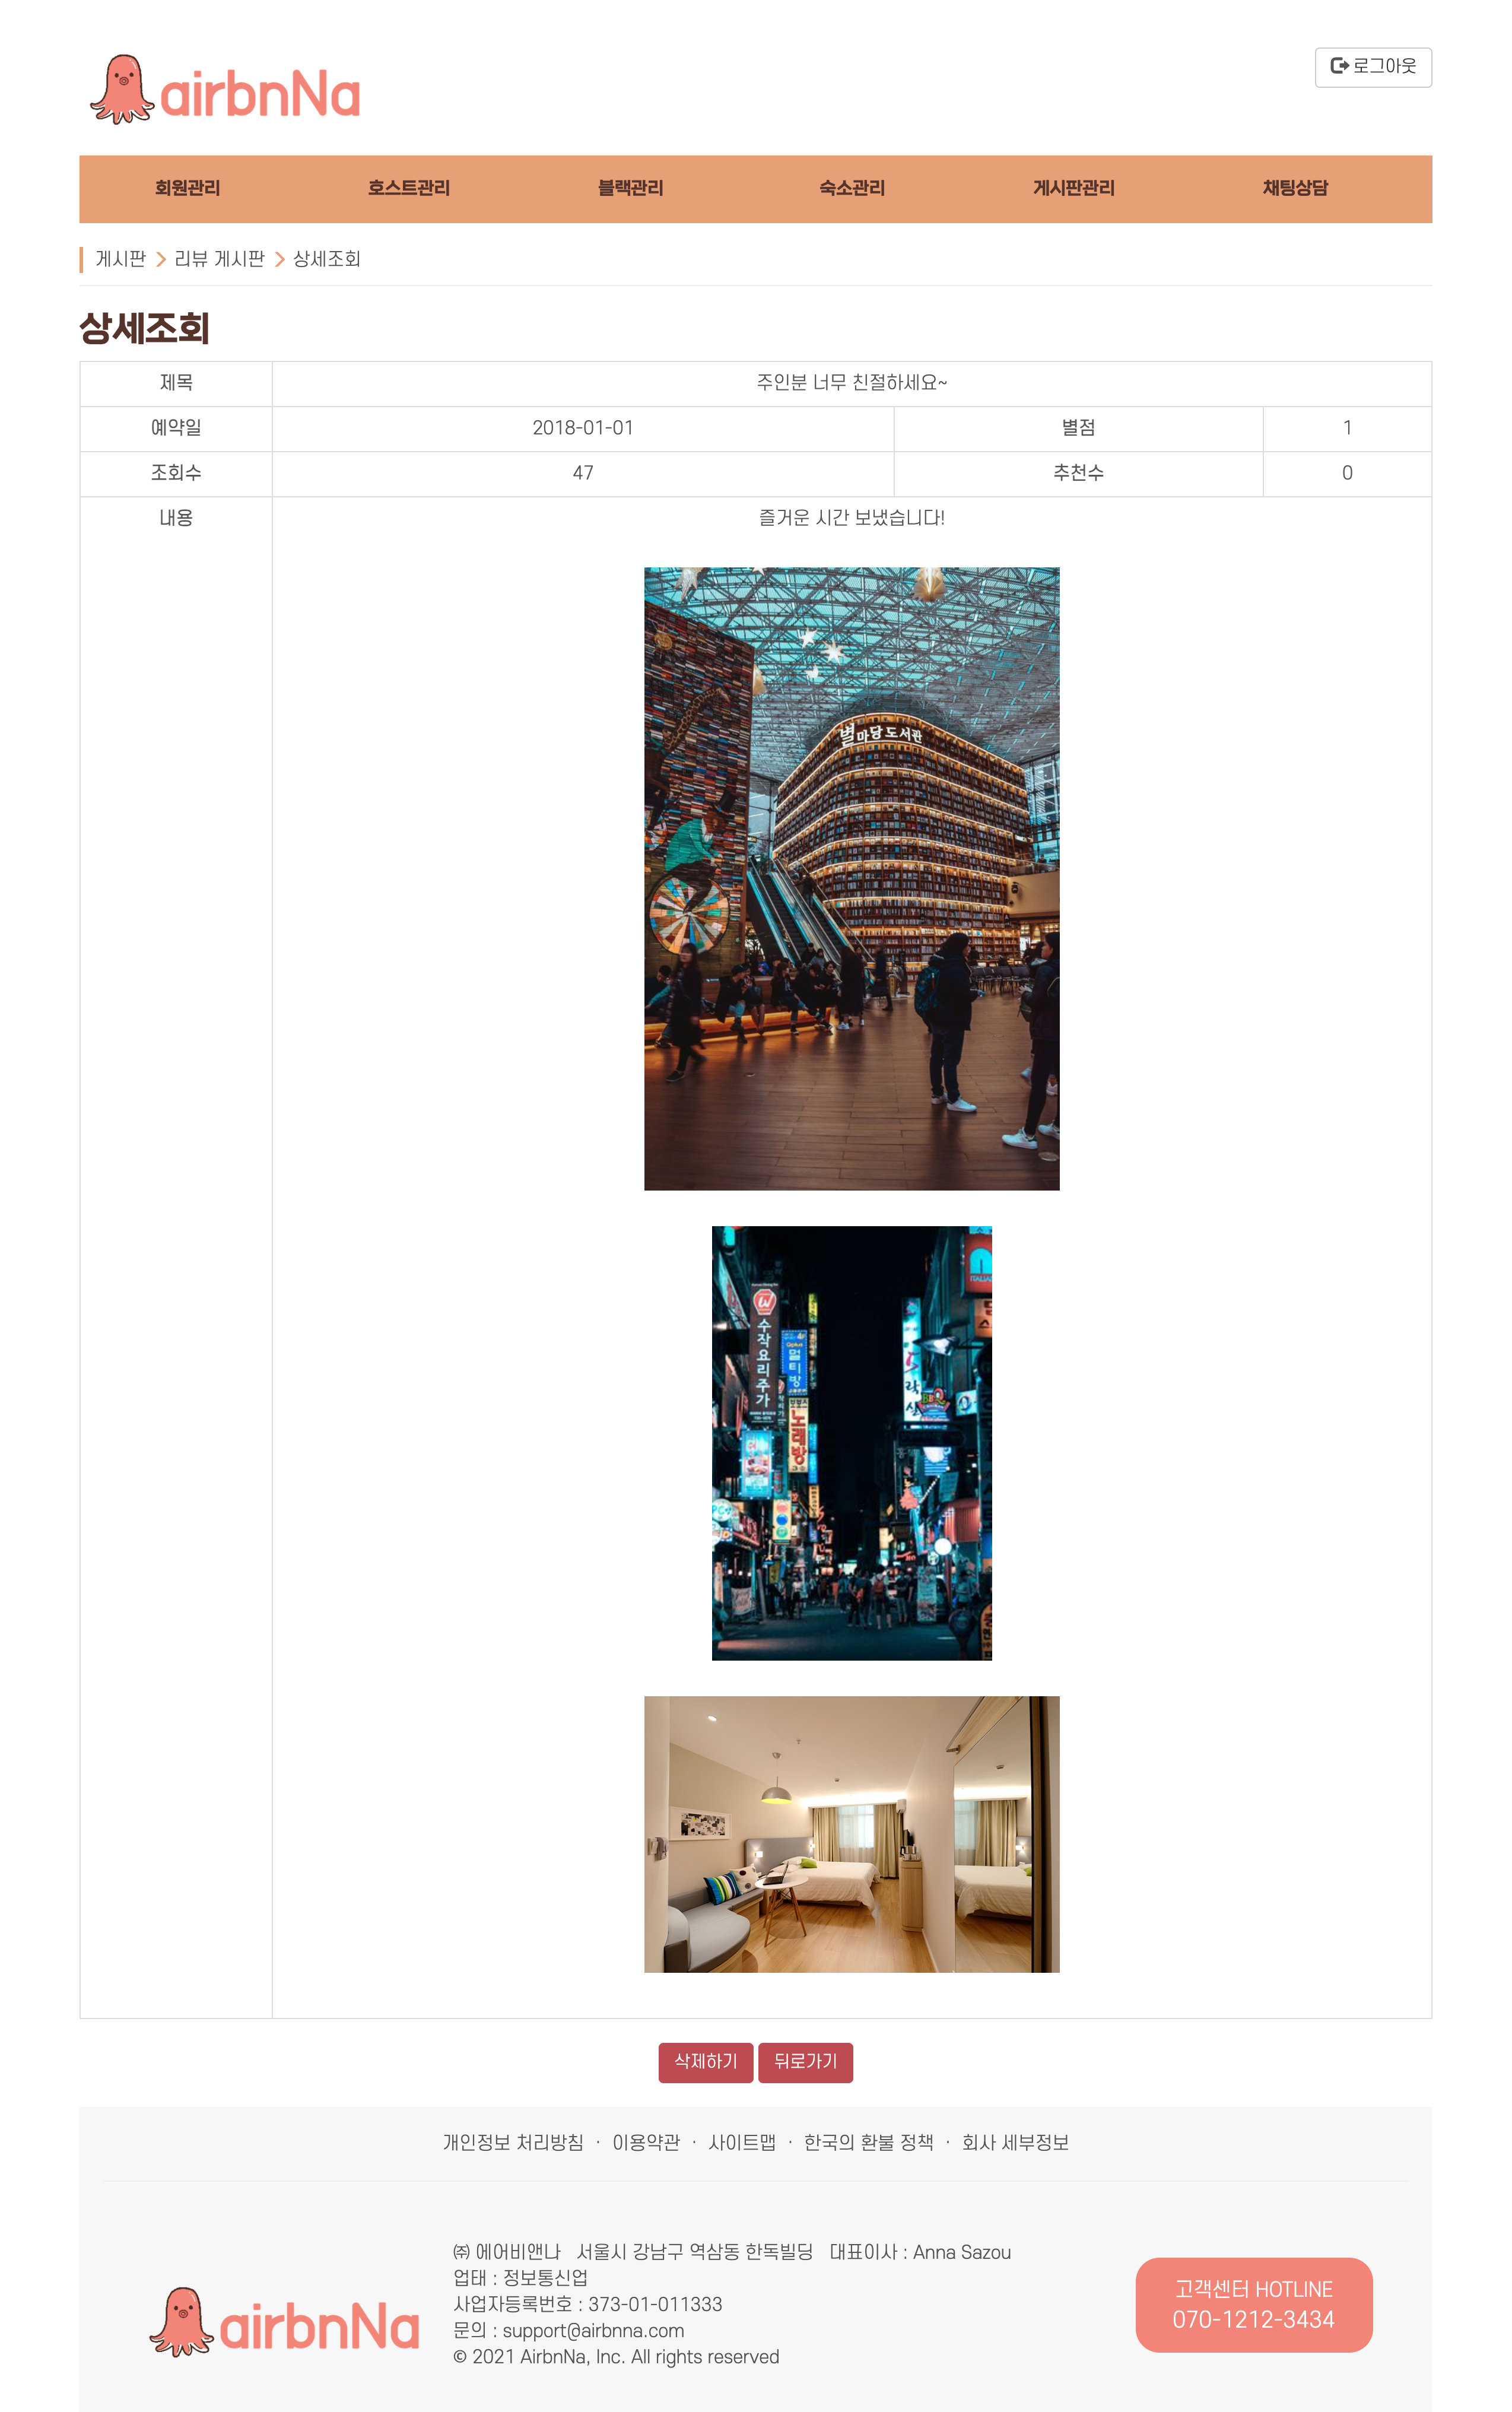 airbnNa
로그아웃
회원관리 호스트관리 블랙관리 숙소관리 게시판관리 채팅상담
게시판 > 리뷰 게시판 > 상세조회
상세조회
제목 주인분 너무 친절하세요~
예약일 2018-01-01 별점 1
조회수 47 추천수 0
내용 즐거운 시간 보냈습니다!
별마당도서관
ITALIAN
수작요리주가
멀티방
노래방
락실
BBQ
PC
개인정보 처리방침 · 이용약관 · 사이트맵 · 한국의 환불 정책 · 회사 세부정보
삭제하기 뒤로가기
airbnNa
㈜ 에어비앤나 서울시 강남구 역삼동 한독빌딩 대표이사 : Anna Sazou
업태 : 정보통신업
사업자등록번호 : 373-01-011333
문의 : support@airbnna.com
© 2021 AirbnNa, Inc. All rights reserved
고객센터 HOTLINE
070-1212-3434